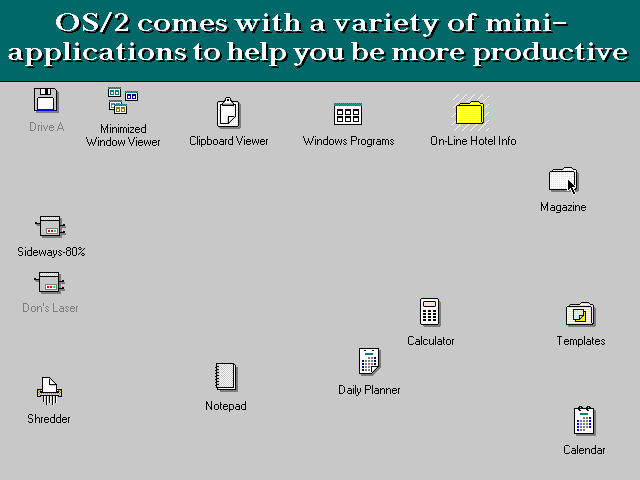 OS/2 comes with a variety of mini-
applications to help you be more productive
Drive A
Minimized
Window Viewer
Clipboard Viewer
Windows Programs
On-Line Hotel Info
Magazine
Sideways-80%
Don's Laser
Calculator
Templates
Daily Planner
Notepad
Shredder
Calendar